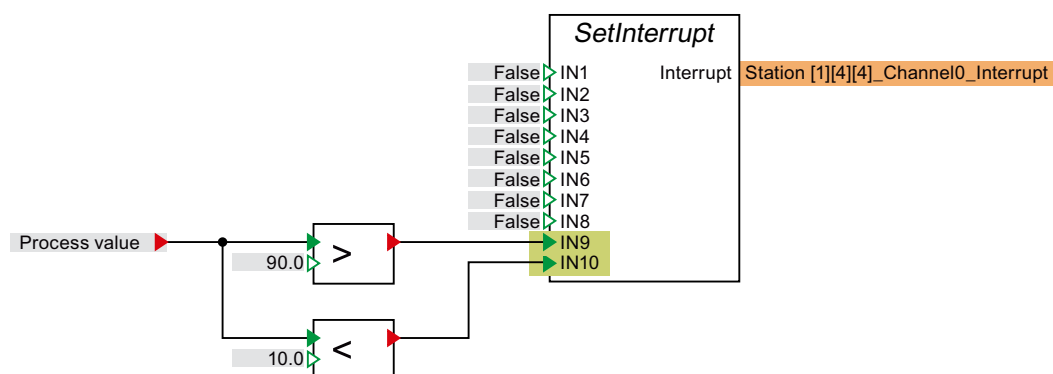 SetInterrupt
False IN1 Interrupt Station [1][4][4]_Channel0_Interrupt
False IN2
False IN3
False IN4
False IN5
False IN6
False IN7
False IN8
Process value > IN9
90.0 IN10
<
10.0